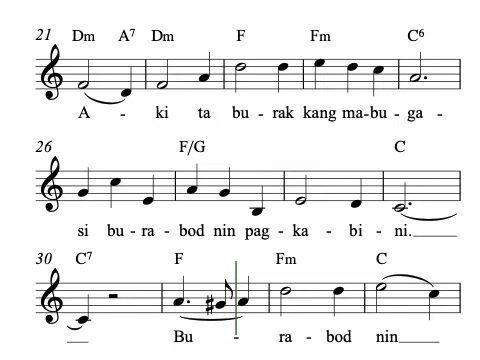 21 Dm A7 Dm F Fm C6
A - ki ta bu - rak kang ma - bu - ga -
26 F/G C
si bu - ra - bod nin pag - ka - bi - ni.
30 C7 F Fm C
Bu - ra - bod nin